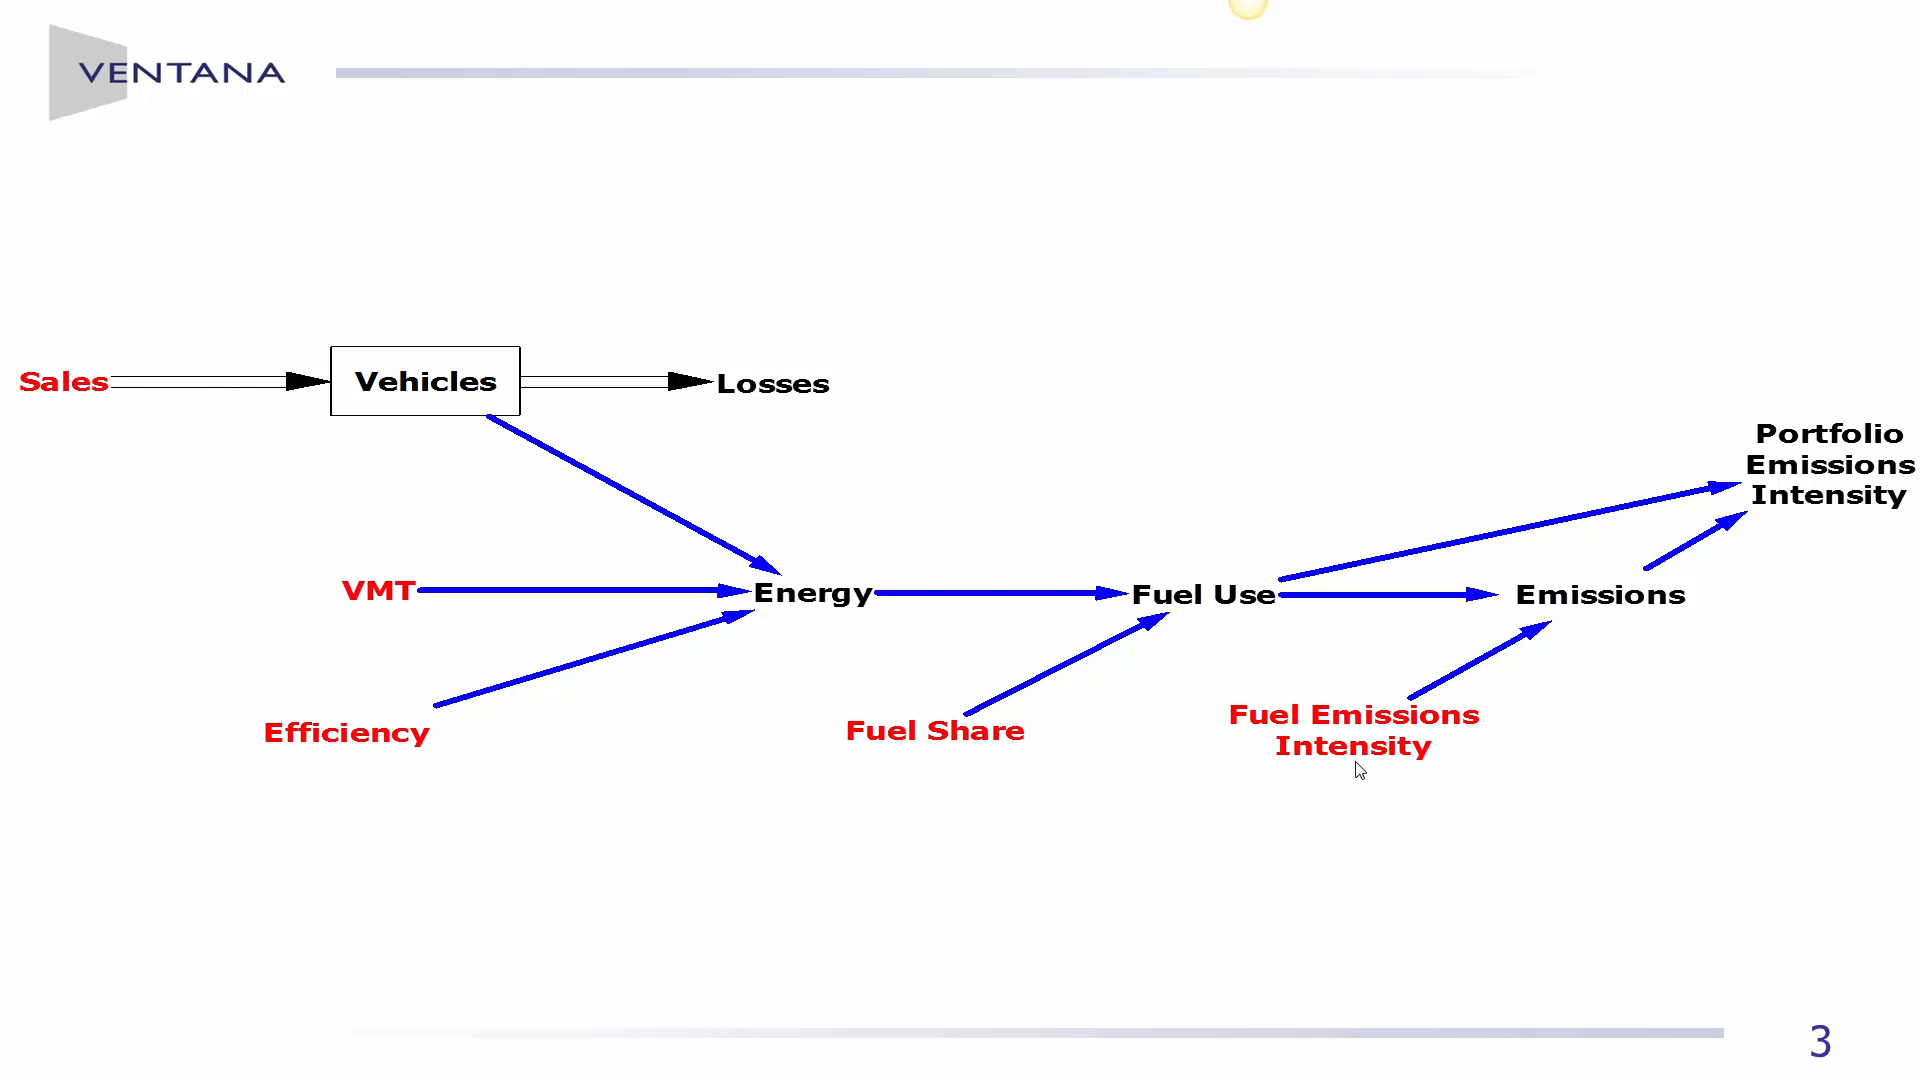 VENTANA
Sales
Vehicles
Losses
Portfolio
Emissions
Intensity
VMT
Energy
Fuel Use
Emissions
Efficiency
Fuel Share
Fuel Emissions
Intensity
3